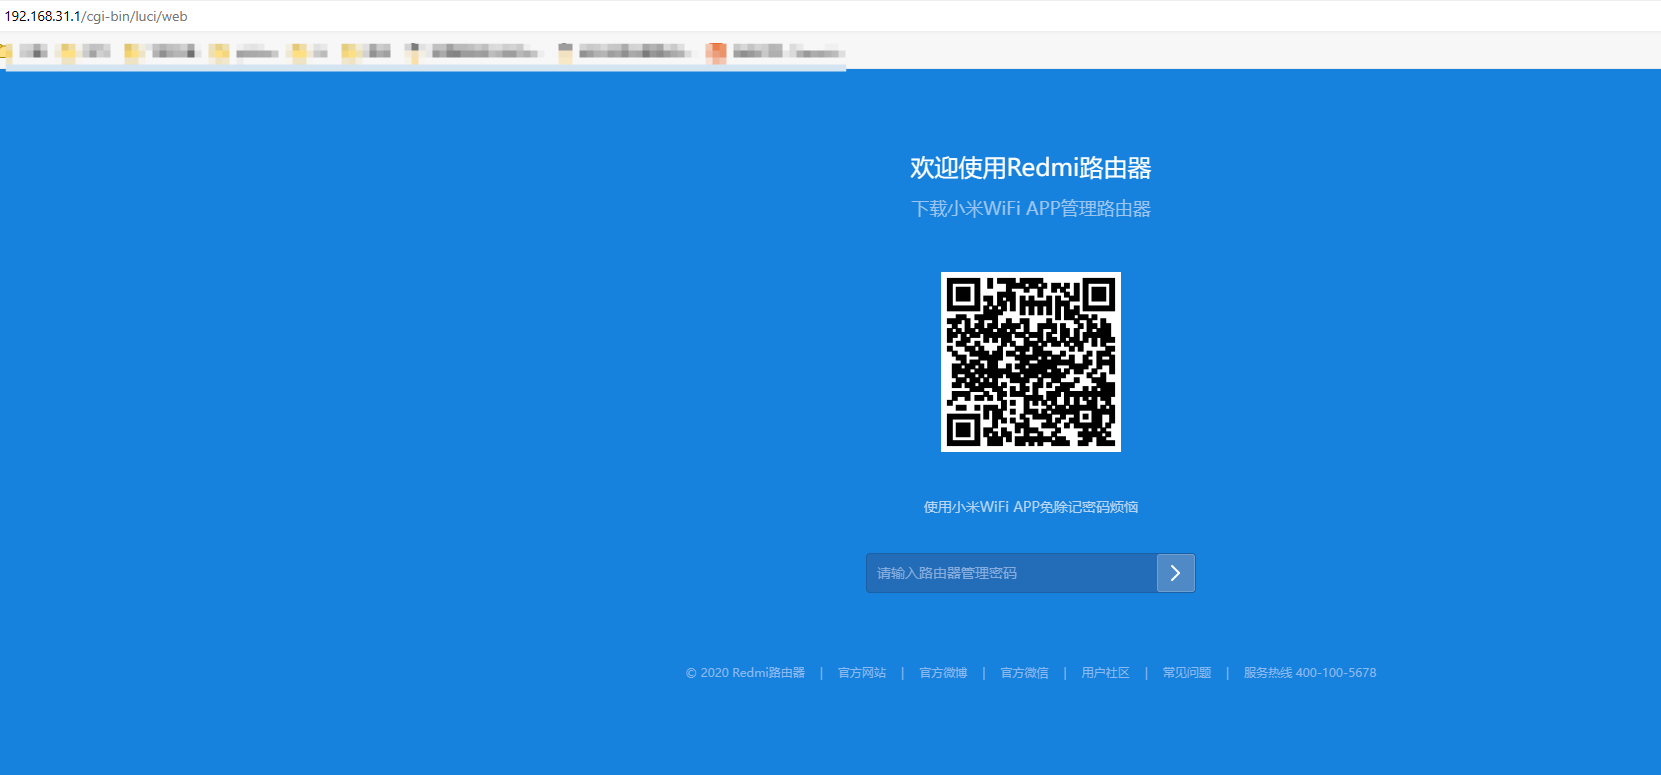 192.168.31.1/cgi-bin/luci/web
欢迎使用Redmi路由器
下载小米WiFi APP管理路由器
使用小米WiFi APP免除记密码烦恼
请输入路由器管理密码
© 2020 Redmi路由器 | 官方网站 | 官方微博 | 官方微信 | 用户社区 | 常见问题 | 服务热线 400-100-5678